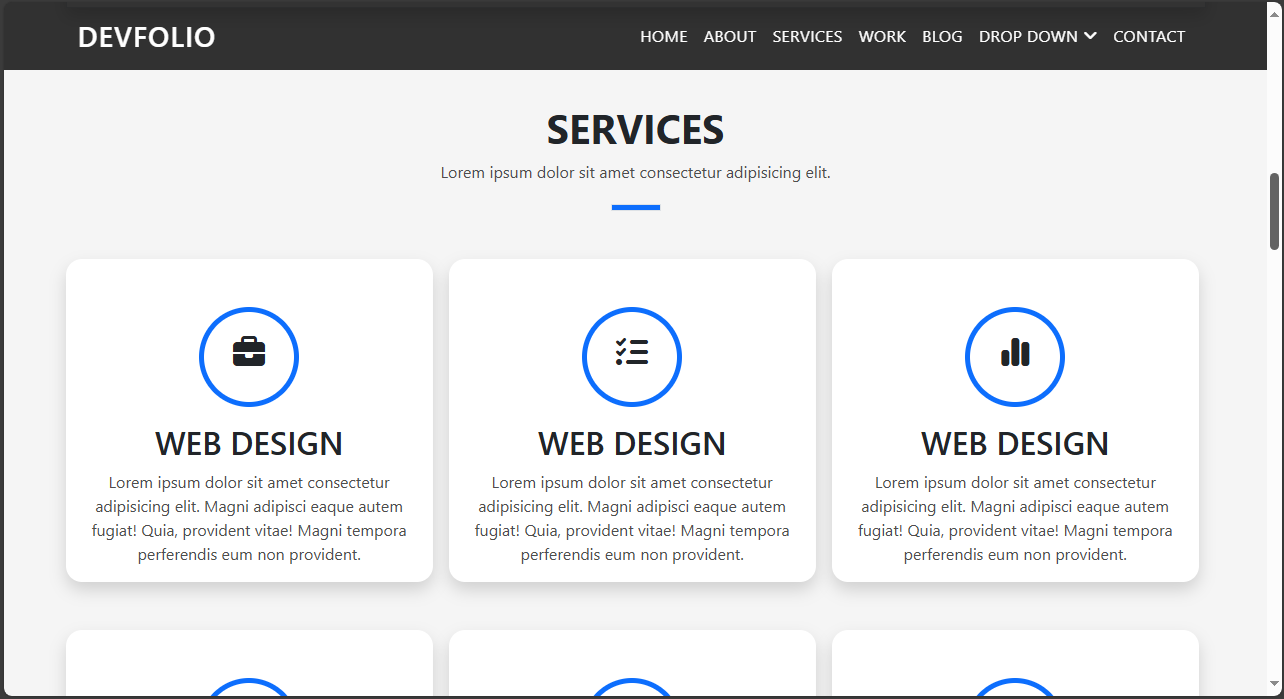 DEVFOLIO
HOME ABOUT SERVICES WORK BLOG DROP DOWN CONTACT
SERVICES
Lorem ipsum dolor sit amet consectetur adipisicing elit.
WEB DESIGN
Lorem ipsum dolor sit amet consectetur
adipisicing elit. Magni adipisci eaque autem
fugiat! Quia, provident vitae! Magni tempora
perferendis eum non provident.
WEB DESIGN
Lorem ipsum dolor sit amet consectetur
adipisicing elit. Magni adipisci eaque autem
fugiat! Quia, provident vitae! Magni tempora
perferendis eum non provident.
WEB DESIGN
Lorem ipsum dolor sit amet consectetur
adipisicing elit. Magni adipisci eaque autem
fugiat! Quia, provident vitae! Magni tempora
perferendis eum non provident.